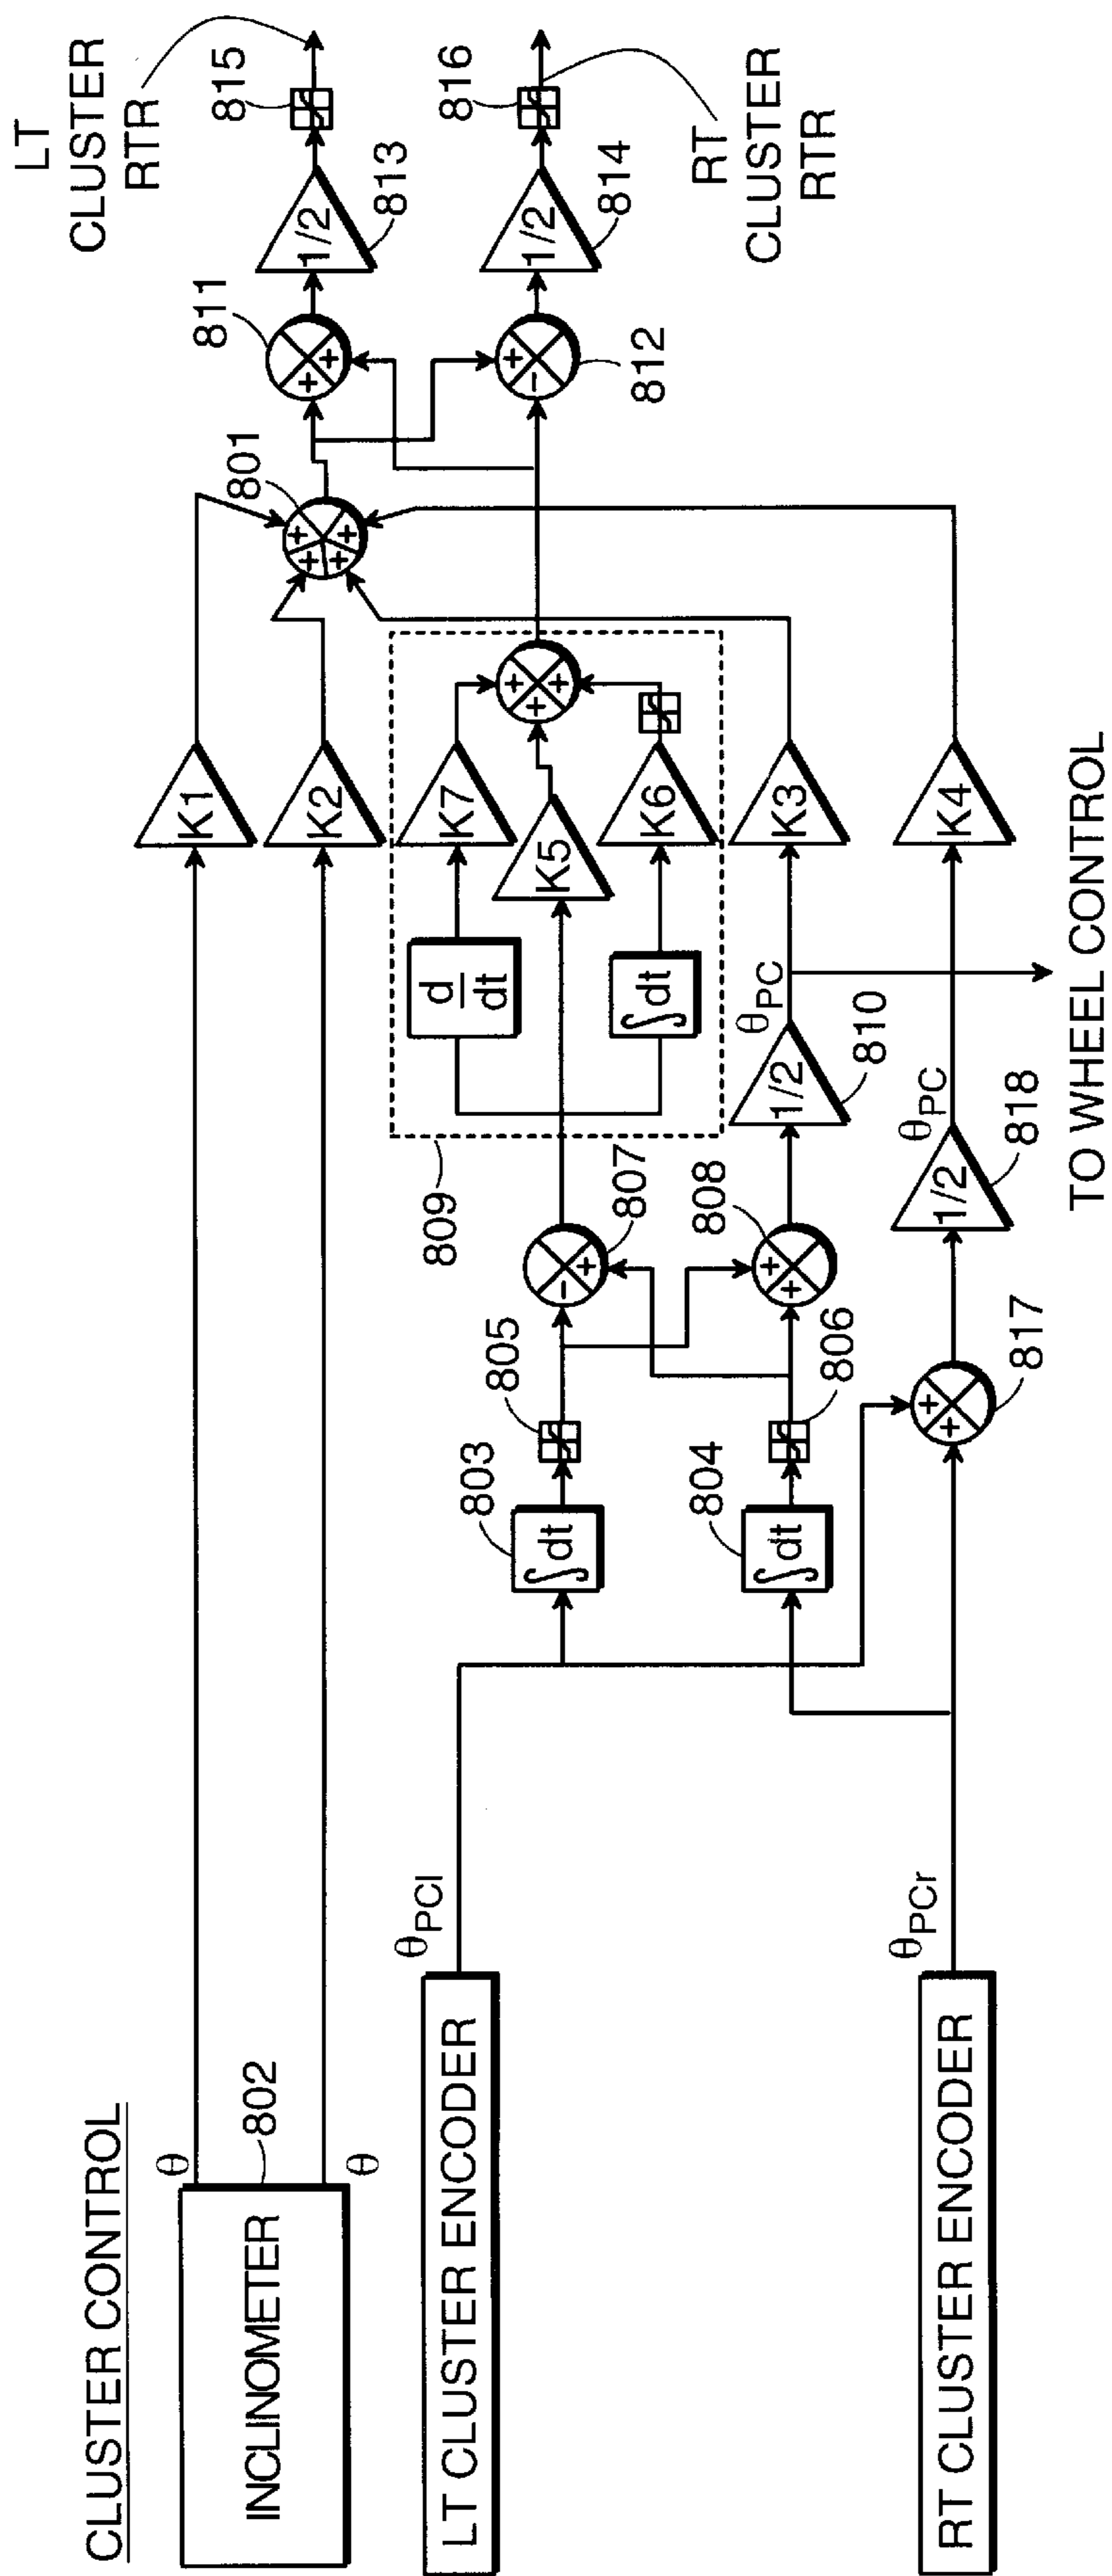 CLUSTER CONTROL
INCLINOMETER
802
θ
θ
LT CLUSTER ENCODER
θPCl
RT CLUSTER ENCODER
θPCr
803
∫dt
804
∫dt
805
806
807
-
+
808
+
+
817
+
+
809
d
dt
∫dt
K7
K5
K6
+
+
+
1/2
810
θPC
1/2
818
θPC
TO WHEEL CONTROL
K1
K2
K3
K4
801
+
+
+
+
811
+
+
812
+
-
1/2
813
1/2
814
815
816
LT
CLUSTER
RTR
RT
CLUSTER
RTR